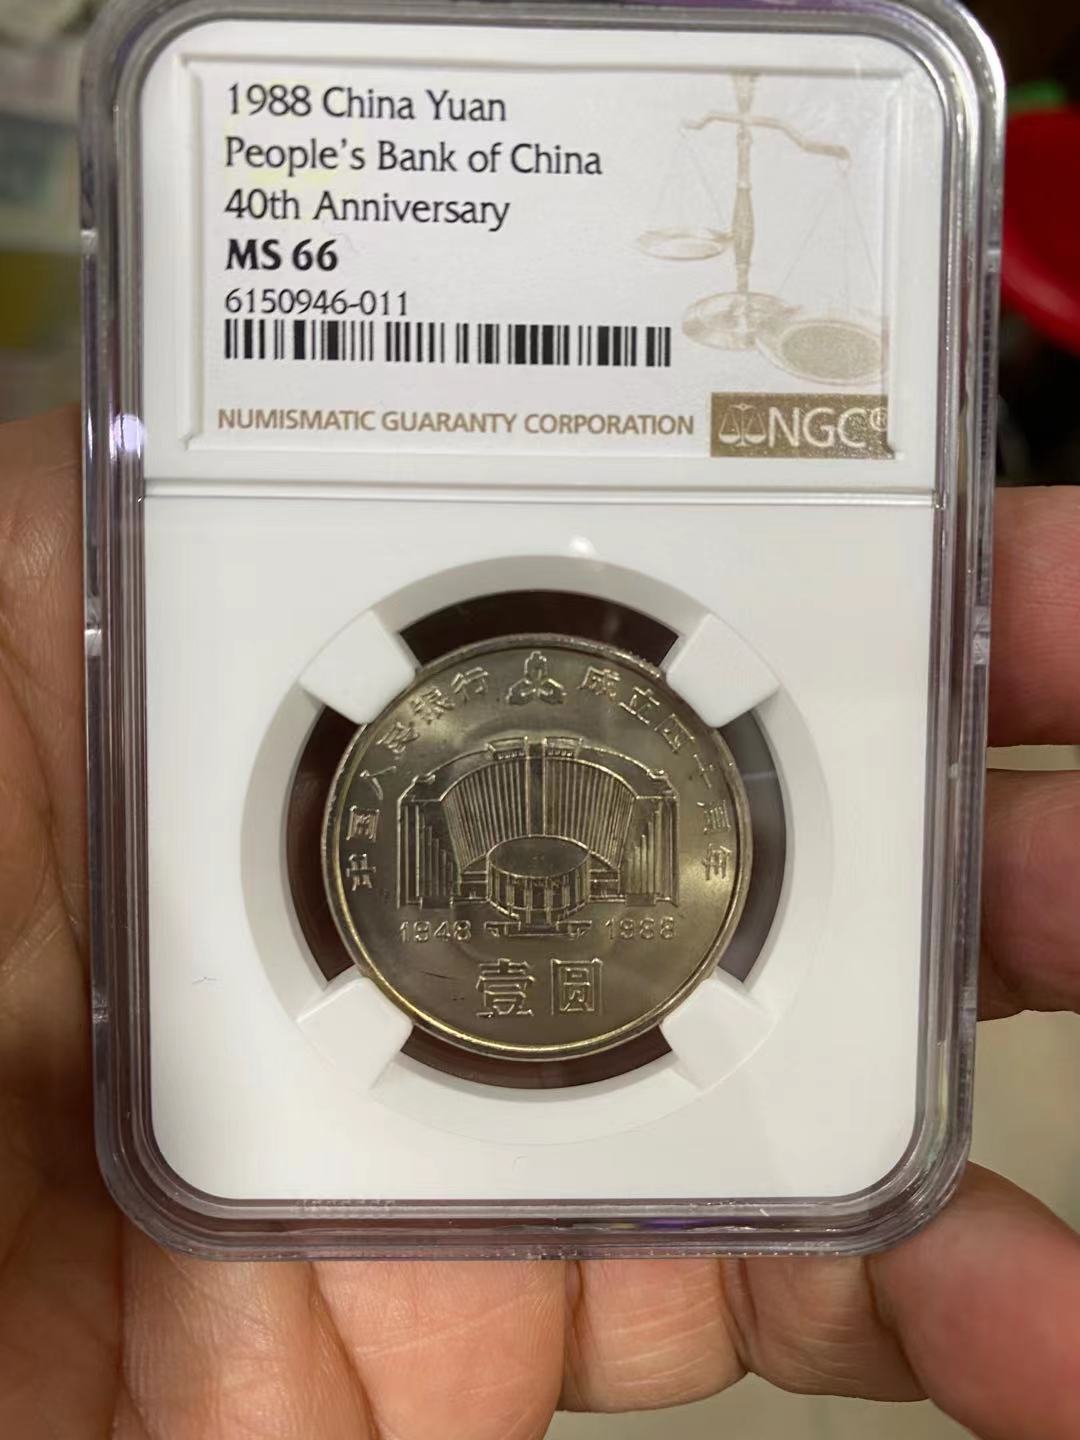 1988 China Yuan
People's Bank of China
40th Anniversary
MS 66
6150946-011
NUMISMATIC GUARANTY CORPORATION
NGC®
中国人民银行 成立四十周年
1948 1988
壹圆